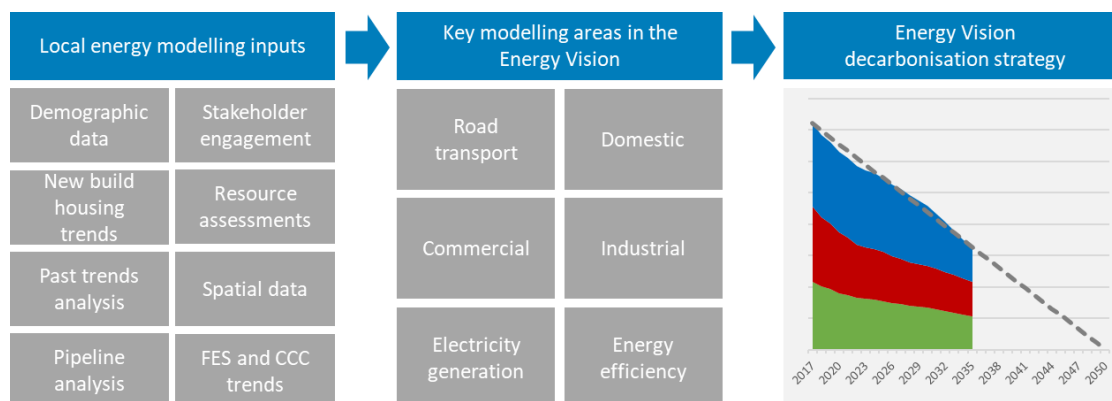 Local energy modelling inputs
Key modelling areas in the
Energy Vision
Energy Vision
decarbonisation strategy
Demographic
data
Stakeholder
engagement
New build
housing
trends
Resource
assessments
Past trends
analysis
Spatial data
Pipeline
analysis
FES and CCC
trends
Road
transport
Domestic
Commercial
Industrial
Electricity
generation
Energy
efficiency
2017
2020
2023
2026
2029
2032
2035
2038
2041
2044
2047
2050